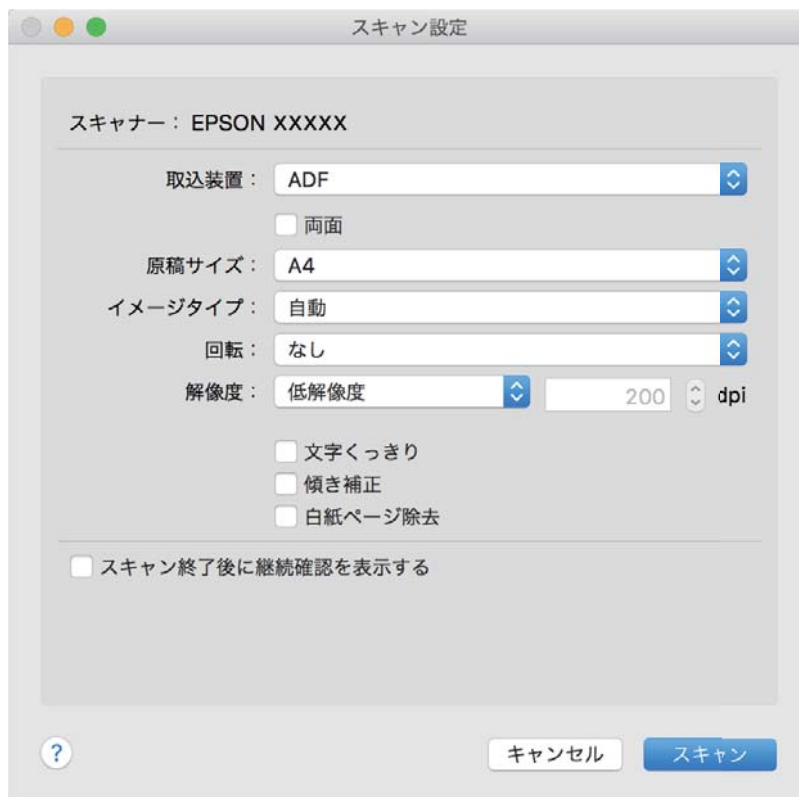 スキャン設定
スキャナー： EPSON XXXXX
取込装置： ADF
両面
原稿サイズ： A4
イメージタイプ： 自動
回転： なし
解像度： 低解像度 200 dpi
文字くっきり
傾き補正
白紙ページ除去
スキャン終了後に継続確認を表示する
? キャンセル スキャン